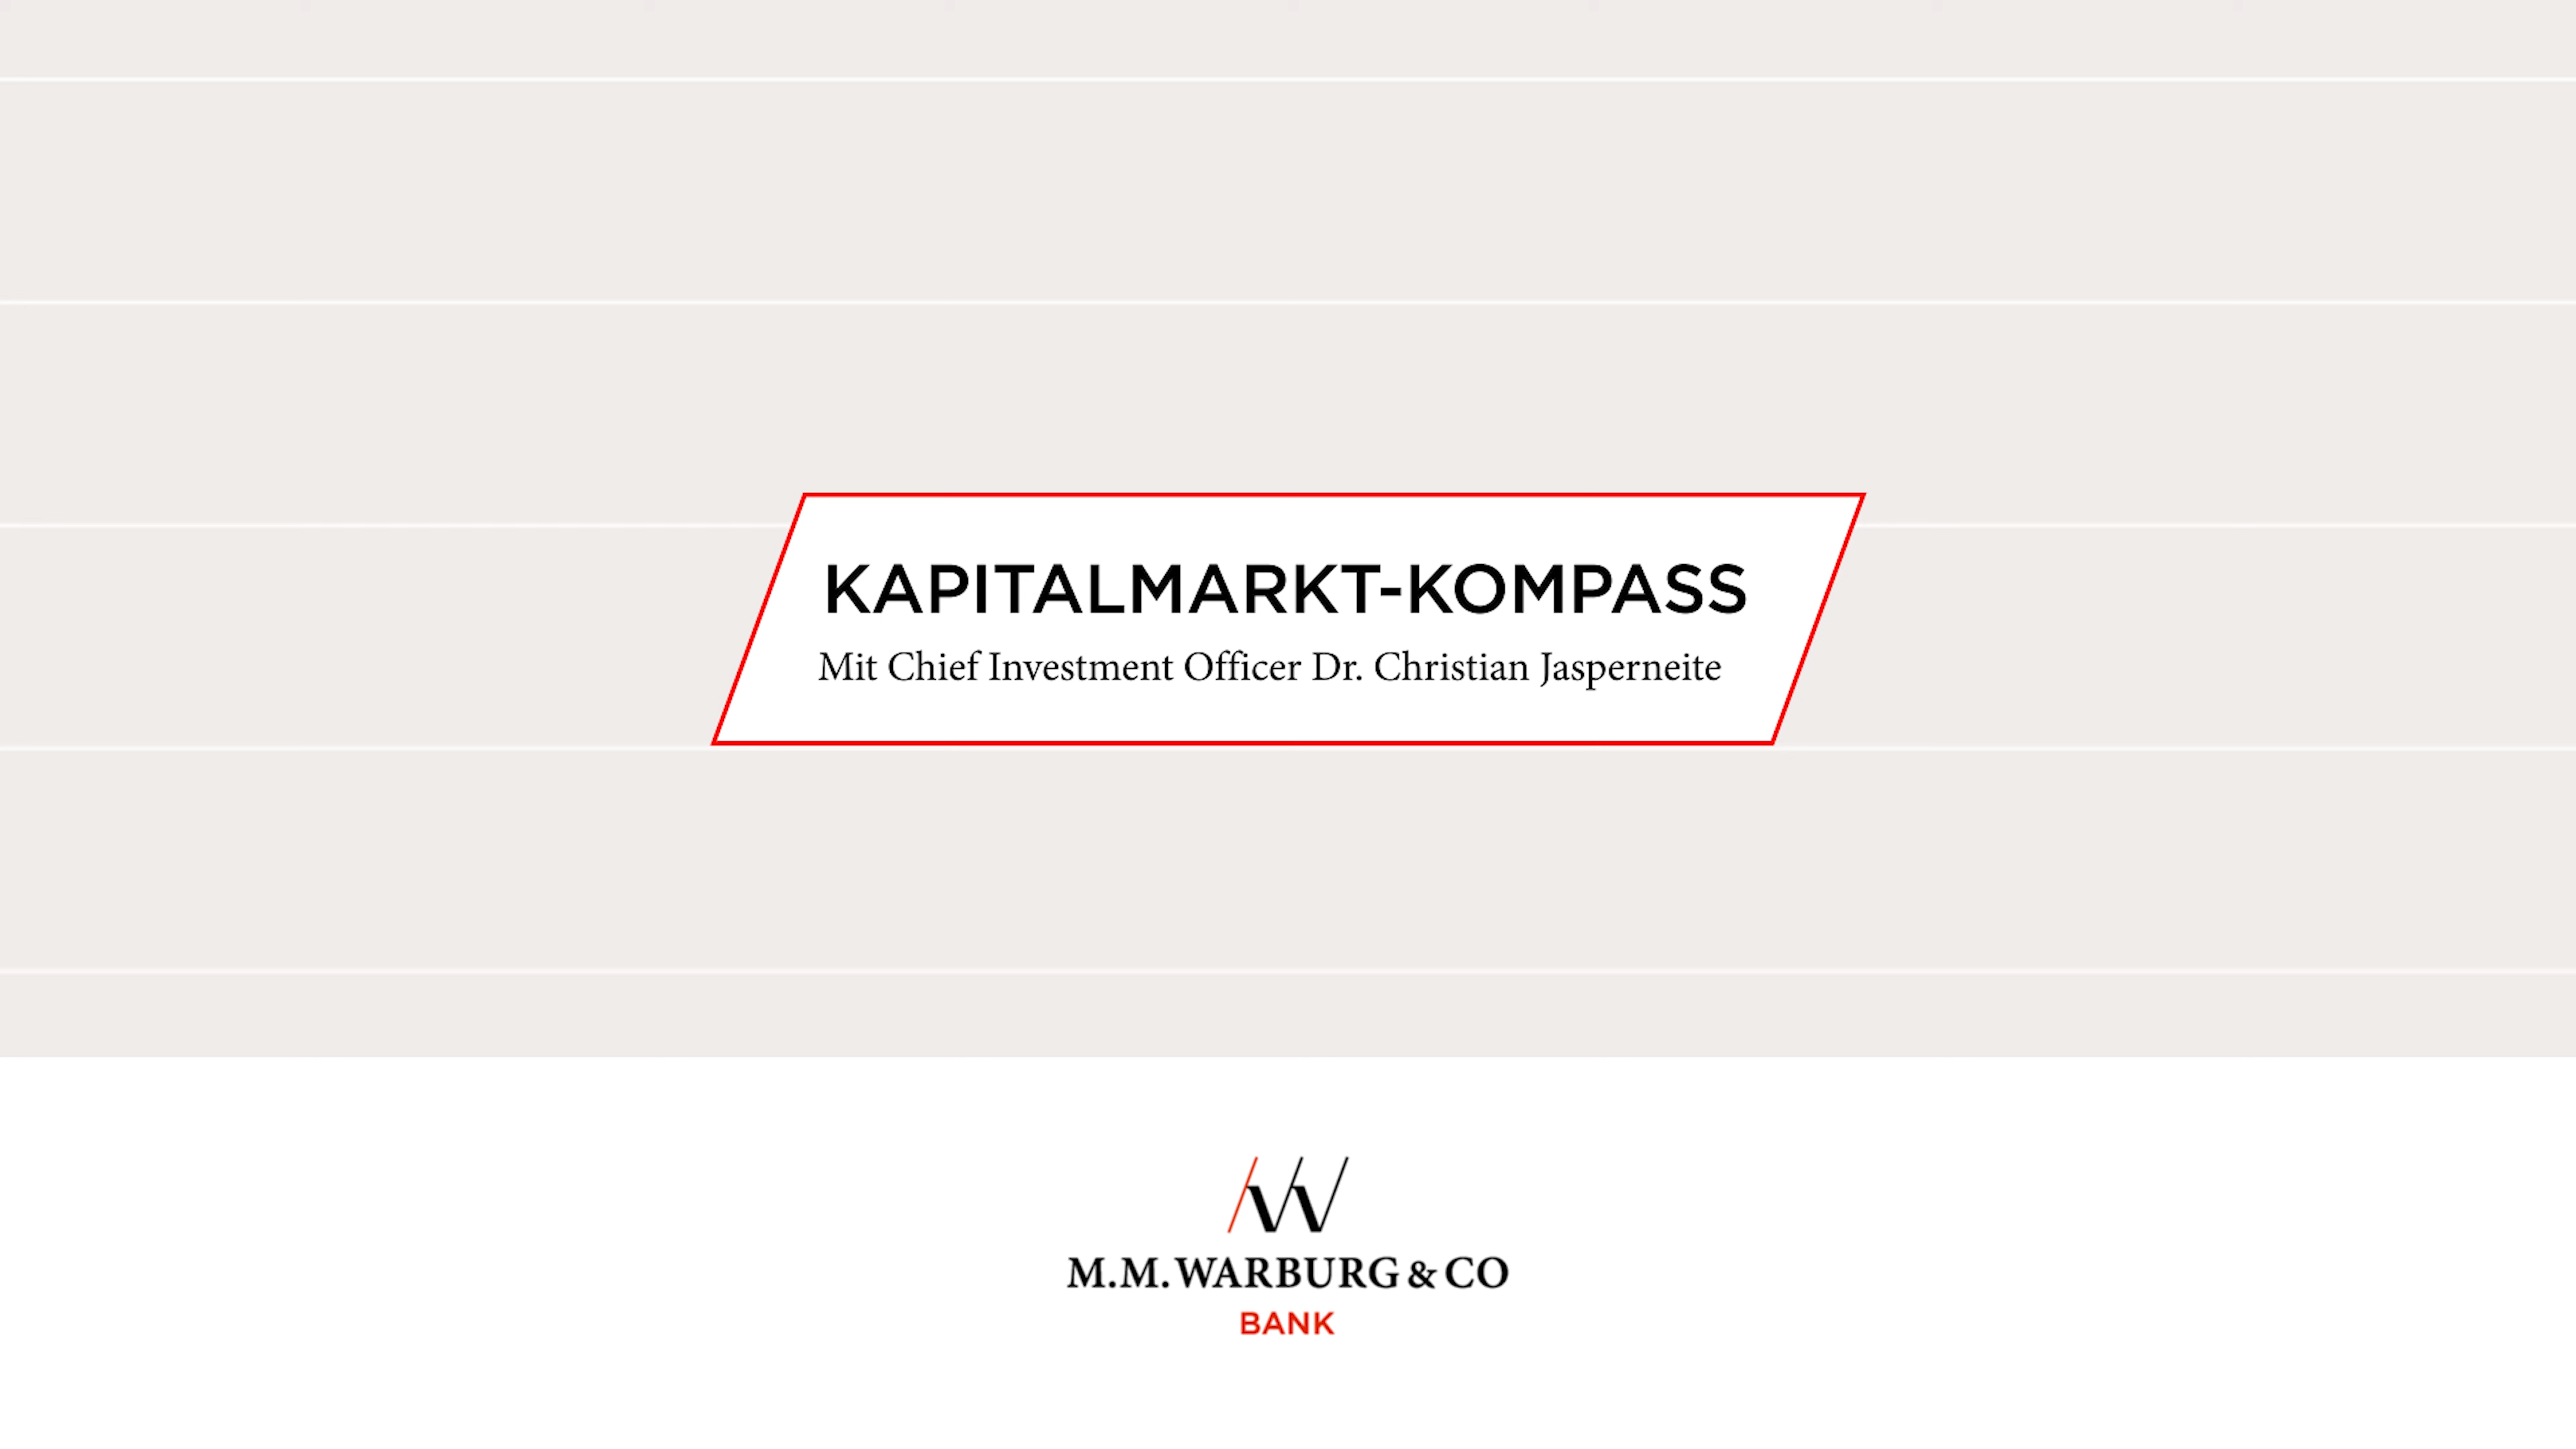 KAPITALMARKT-KOMPASS
Mit Chief Investment Officer Dr. Christian Jasperneite
M.M.WARBURG & CO
BANK